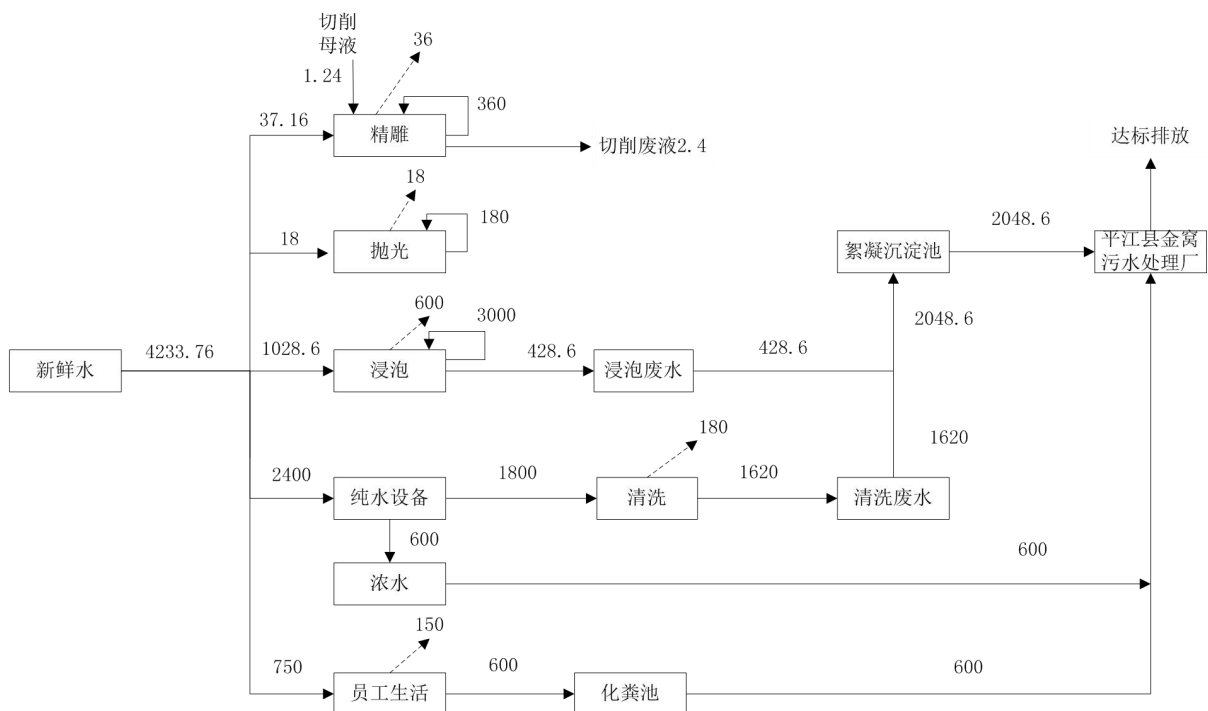 切削
母液
36
1.24
360
37.16
精雕
切削废液2.4
达标排放
18
180
2048.6
18
抛光
絮凝沉淀池
平江县金窝
污水处理厂
600
3000
2048.6
4233.76
1028.6
428.6
428.6
新鲜水
浸泡
浸泡废水
180
1620
2400
1800
1620
纯水设备
清洗
清洗废水
600
600
浓水
150
750
600
600
员工生活
化粪池